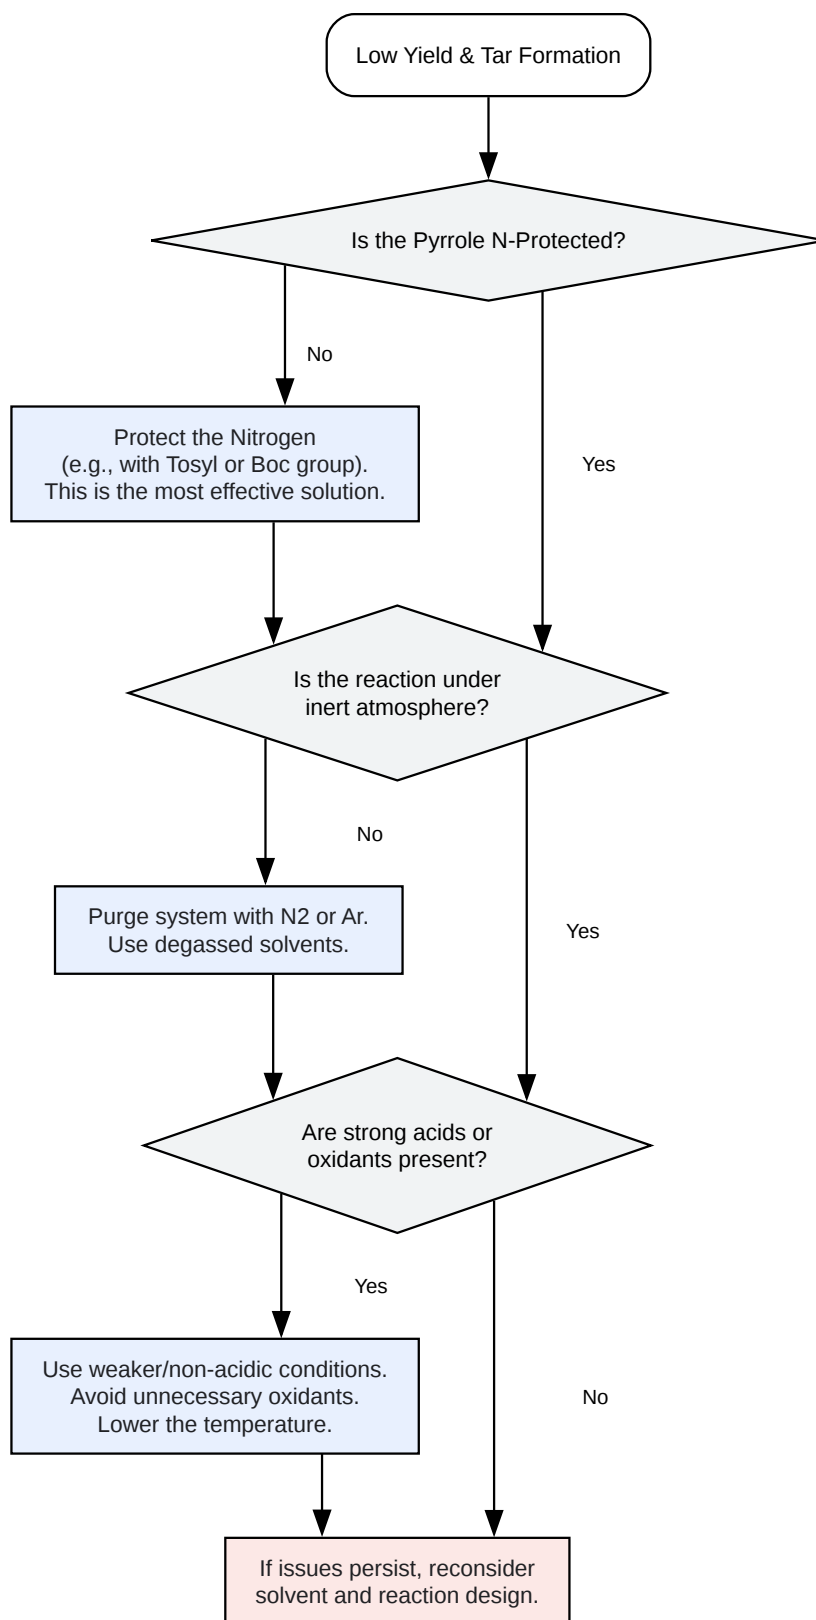 Low Yield & Tar Formation
Is the Pyrrole N-Protected?
No
Protect the Nitrogen
(e.g., with Tosyl or Boc group).
This is the most effective solution.
Yes
Is the reaction under
inert atmosphere?
No
Purge system with N2 or Ar.
Use degassed solvents.
Yes
Are strong acids or
oxidants present?
Yes
Use weaker/non-acidic conditions.
Avoid unnecessary oxidants.
Lower the temperature.
No
If issues persist, reconsider
solvent and reaction design.